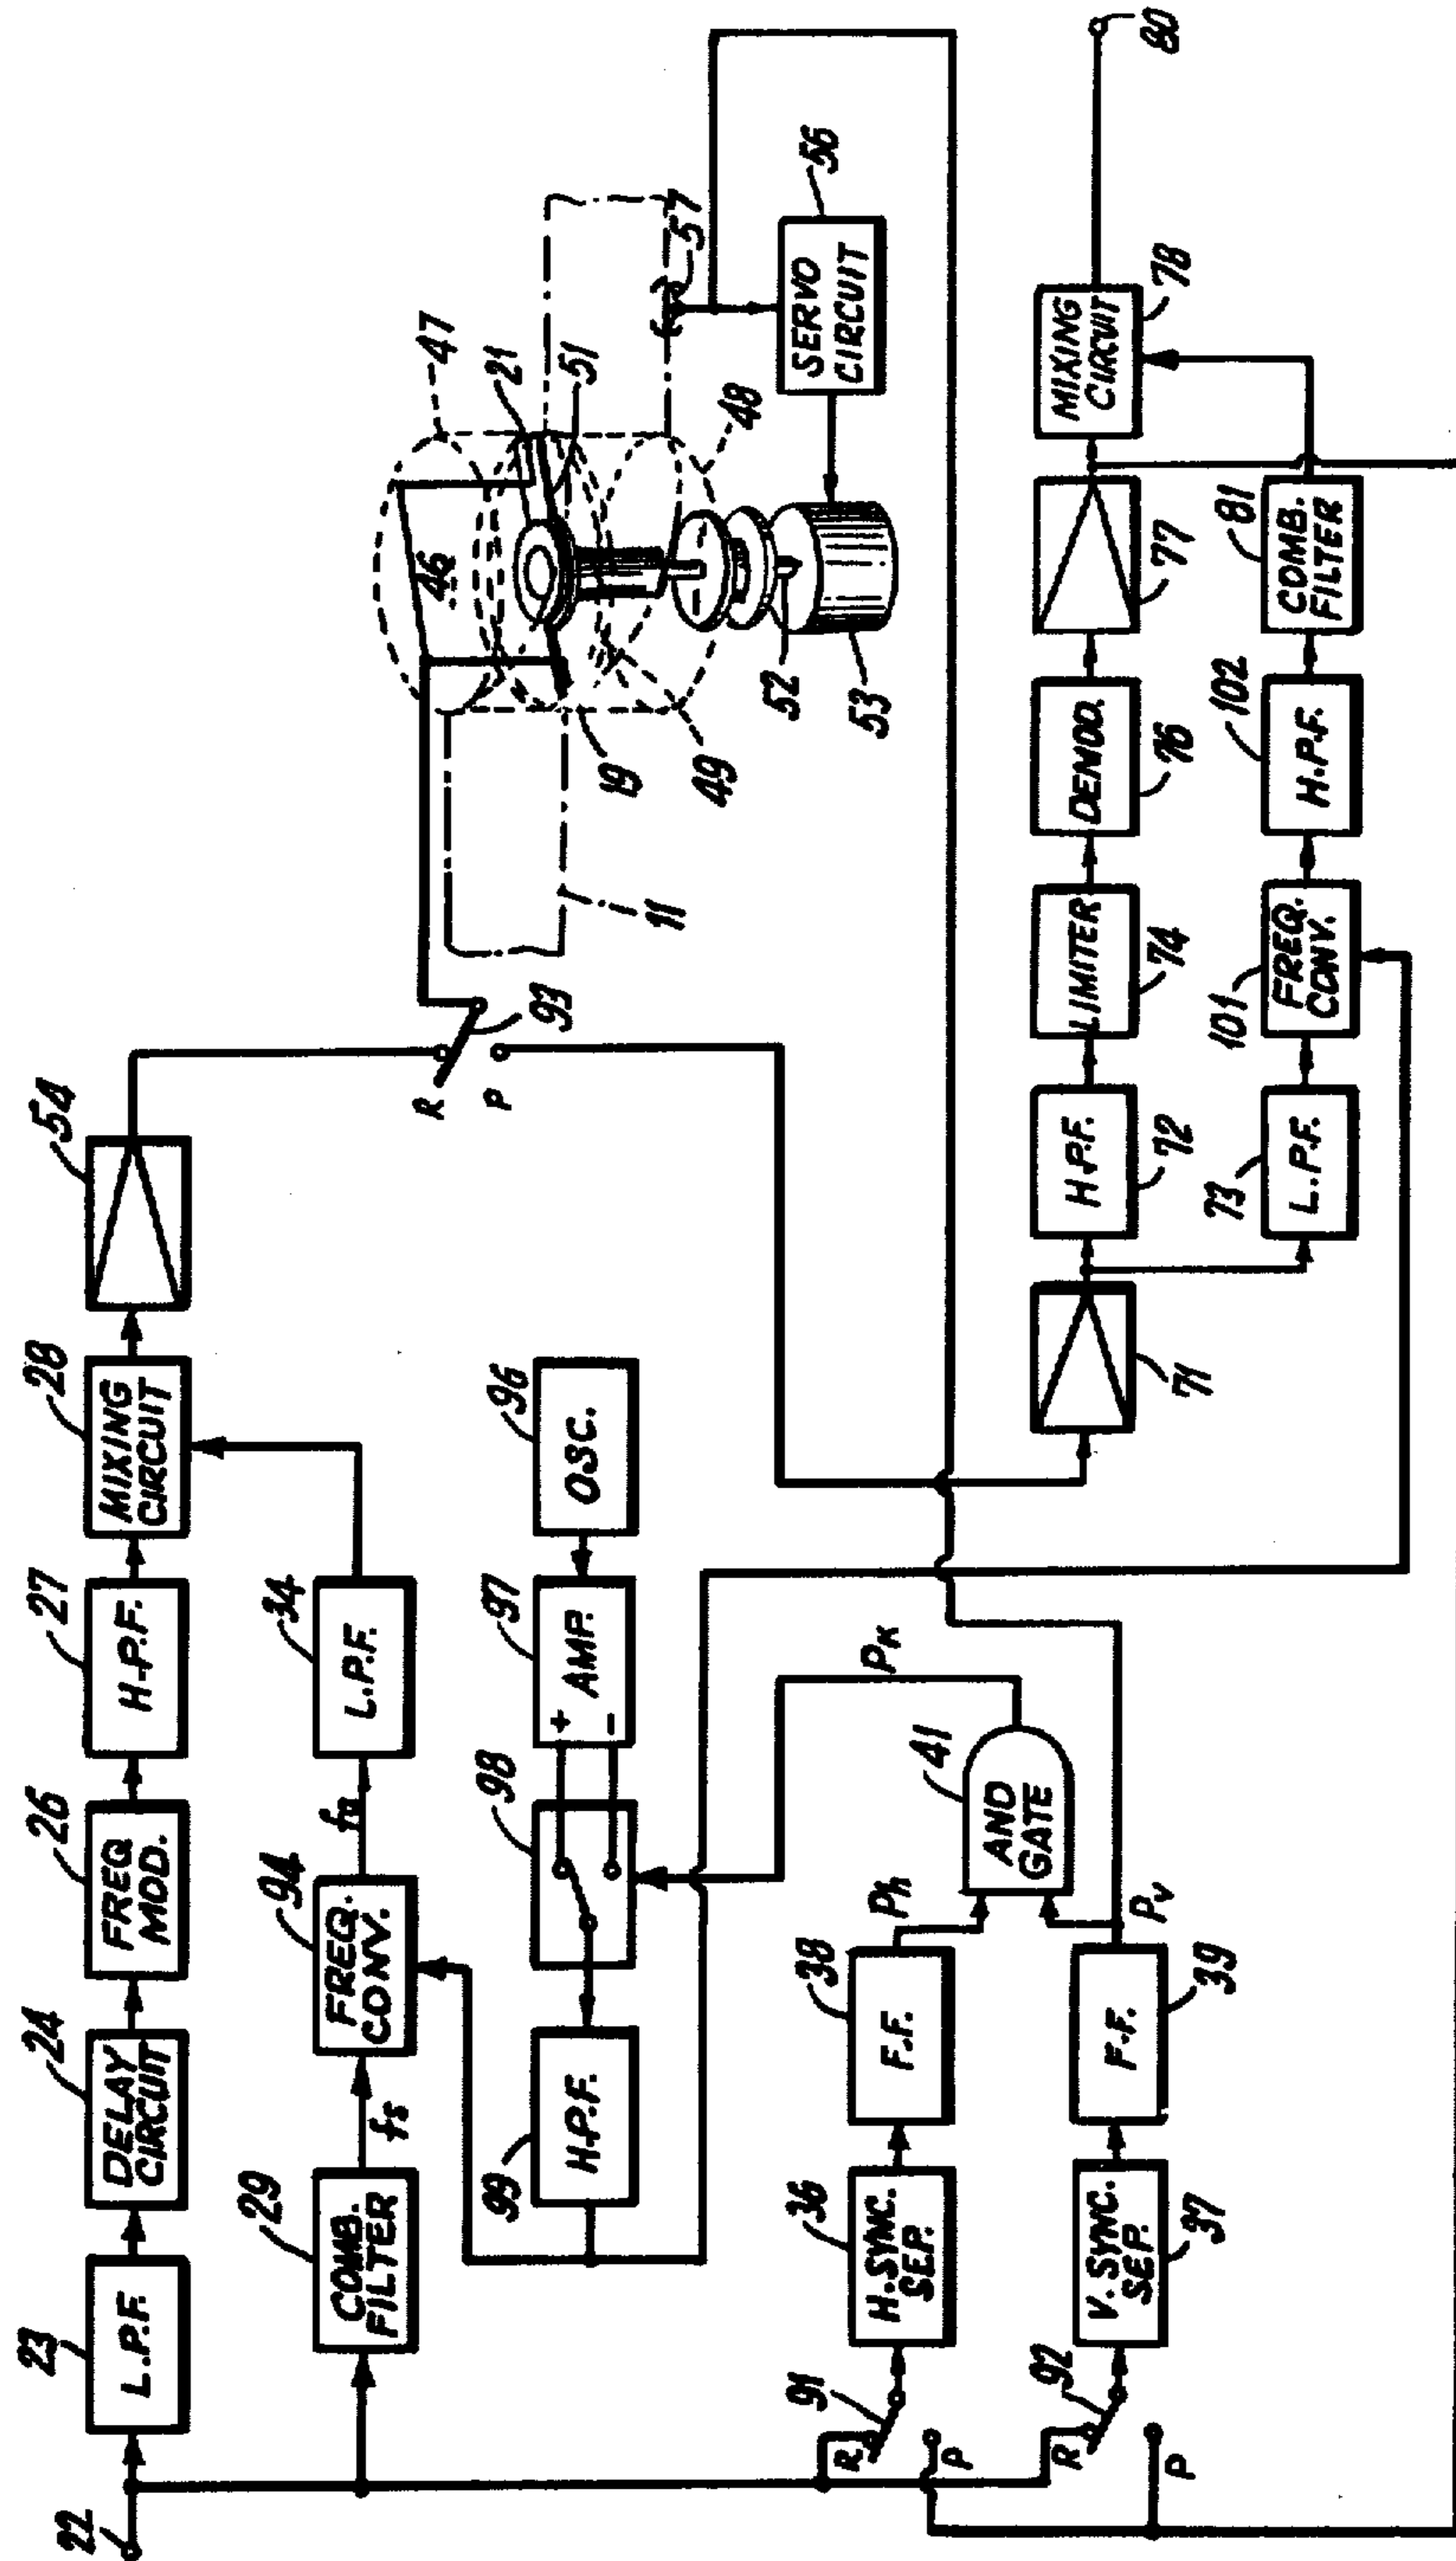 22
23
L.P.F.
24
DELAY
CIRCUIT
26
FREQ
MOD.
27
H.P.F.
28
MIXING
CIRCUIT
54
29
COMB.
FILTER
fs
94
FREQ.
CONV.
fa
34
L.P.F.
99
H.P.F.
98
+
-
97
AMP.
96
OSC.
R
P
93
11
46
47
21
51
19
49
48
52
53
57
SERVO
CIRCUIT
56
R
P
91
36
H.SYNC.
SEP.
38
F.F.
Ph
41
AND
GATE
PK
R
P
92
V.SYNC.
SEP.
37
F.F.
39
Pv
71
H.P.F.
72
LIMITER
74
DEMOD.
76
77
MIXING
CIRCUIT
78
80
73
L.P.F.
101
FREQ.
CONV.
102
H.P.F.
81
COMB.
FILTER